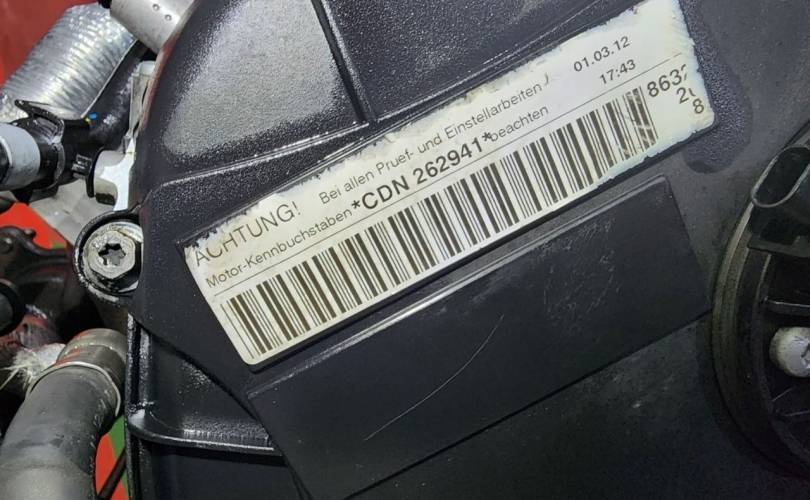 ACHTUNG! Bei allen Pruef- und Einstellarbeiten
Motor-Kennbuchstaben *CDN 262941* beachten
01.03.12
17:43